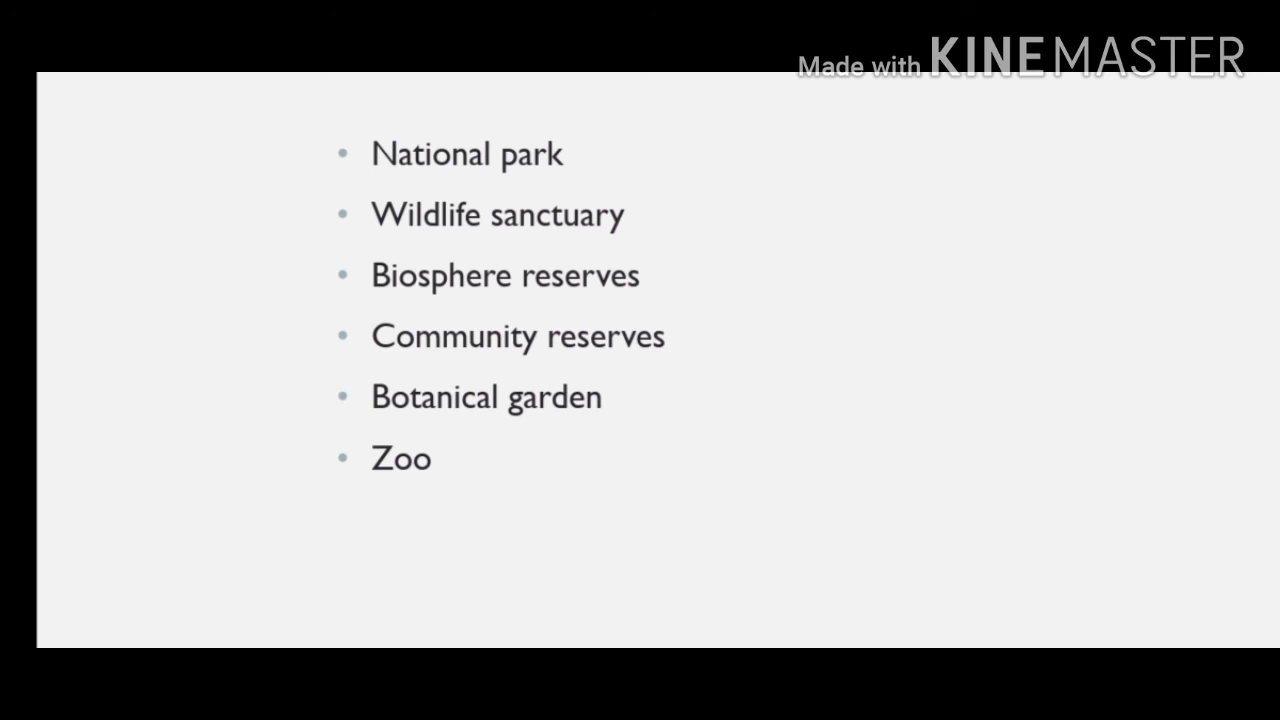 Made with KINEMASTER
• National park
• Wildlife sanctuary
• Biosphere reserves
• Community reserves
• Botanical garden
• Zoo